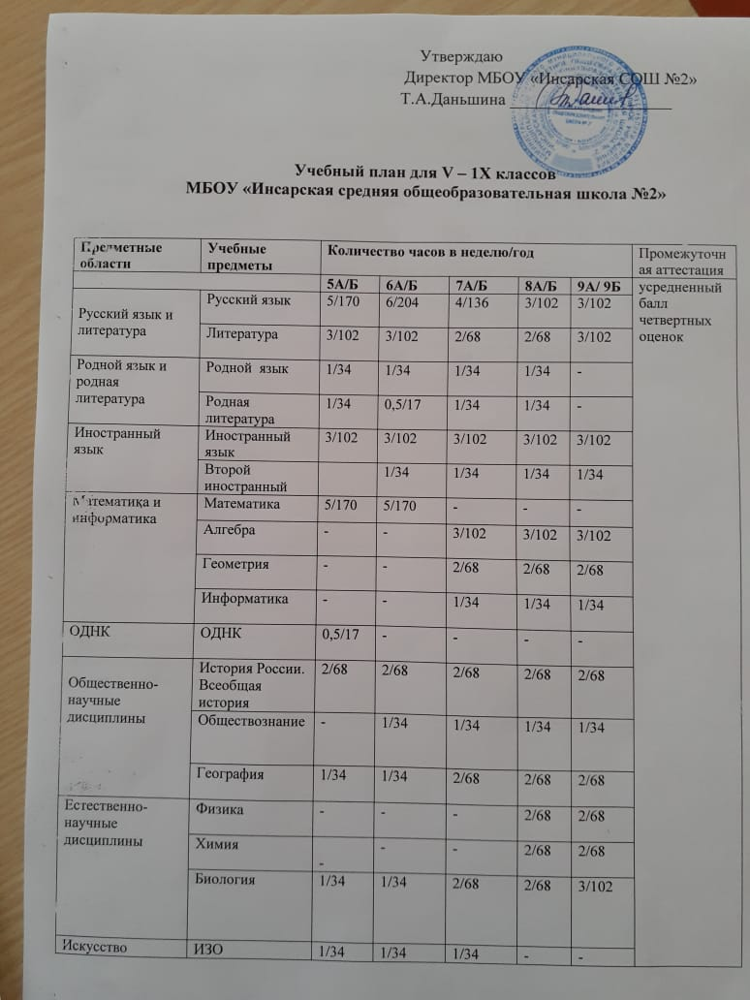 Утверждаю
Директор МБОУ «Инсарская СОШ №2»
Т.А.Даньшина
Учебный план для V – 1X классов
МБОУ «Инсарская средняя общеобразовательная школа №2»
Предметные области | Учебные предметы | Количество часов в неделю/год | Промежуточн ая аттестация
5А/Б | 6А/Б | 7А/Б | 8А/Б | 9А/ 9Б | усредненный балл четвертных оценок
Русский язык и литература | Русский язык | 5/170 | 6/204 | 4/136 | 3/102 | 3/102
Литература | 3/102 | 3/102 | 2/68 | 2/68 | 3/102
Родной язык и родная литература | Родной язык | 1/34 | 1/34 | 1/34 | 1/34 | -
Родная литература | 1/34 | 0,5/17 | 1/34 | 1/34 | -
Иностранный язык | Иностранный язык | 3/102 | 3/102 | 3/102 | 3/102 | 3/102
Второй иностранный | 1/34 | 1/34 | 1/34 | 1/34
Математика и информатика | Математика | 5/170 | 5/170 | - | - | -
Алгебра | - | - | 3/102 | 3/102 | 3/102
Геометрия | - | - | 2/68 | 2/68 | 2/68
Информатика | - | - | 1/34 | 1/34 | 1/34
ОДНК | ОДНК | 0,5/17 | - | - | - | -
Общественно-научные дисциплины | История России. Всеобщая история | 2/68 | 2/68 | 2/68 | 2/68 | 2/68
Обществознание | - | 1/34 | 1/34 | 1/34 | 1/34
География | 1/34 | 1/34 | 2/68 | 2/68 | 2/68
Естественно-научные дисциплины | Физика | - | - | - | 2/68 | 2/68
Химия | - | - | - | 2/68 | 2/68
Биология | 1/34 | 1/34 | 2/68 | 2/68 | 3/102
Искусство | ИЗО | 1/34 | 1/34 | 1/34 | - | -